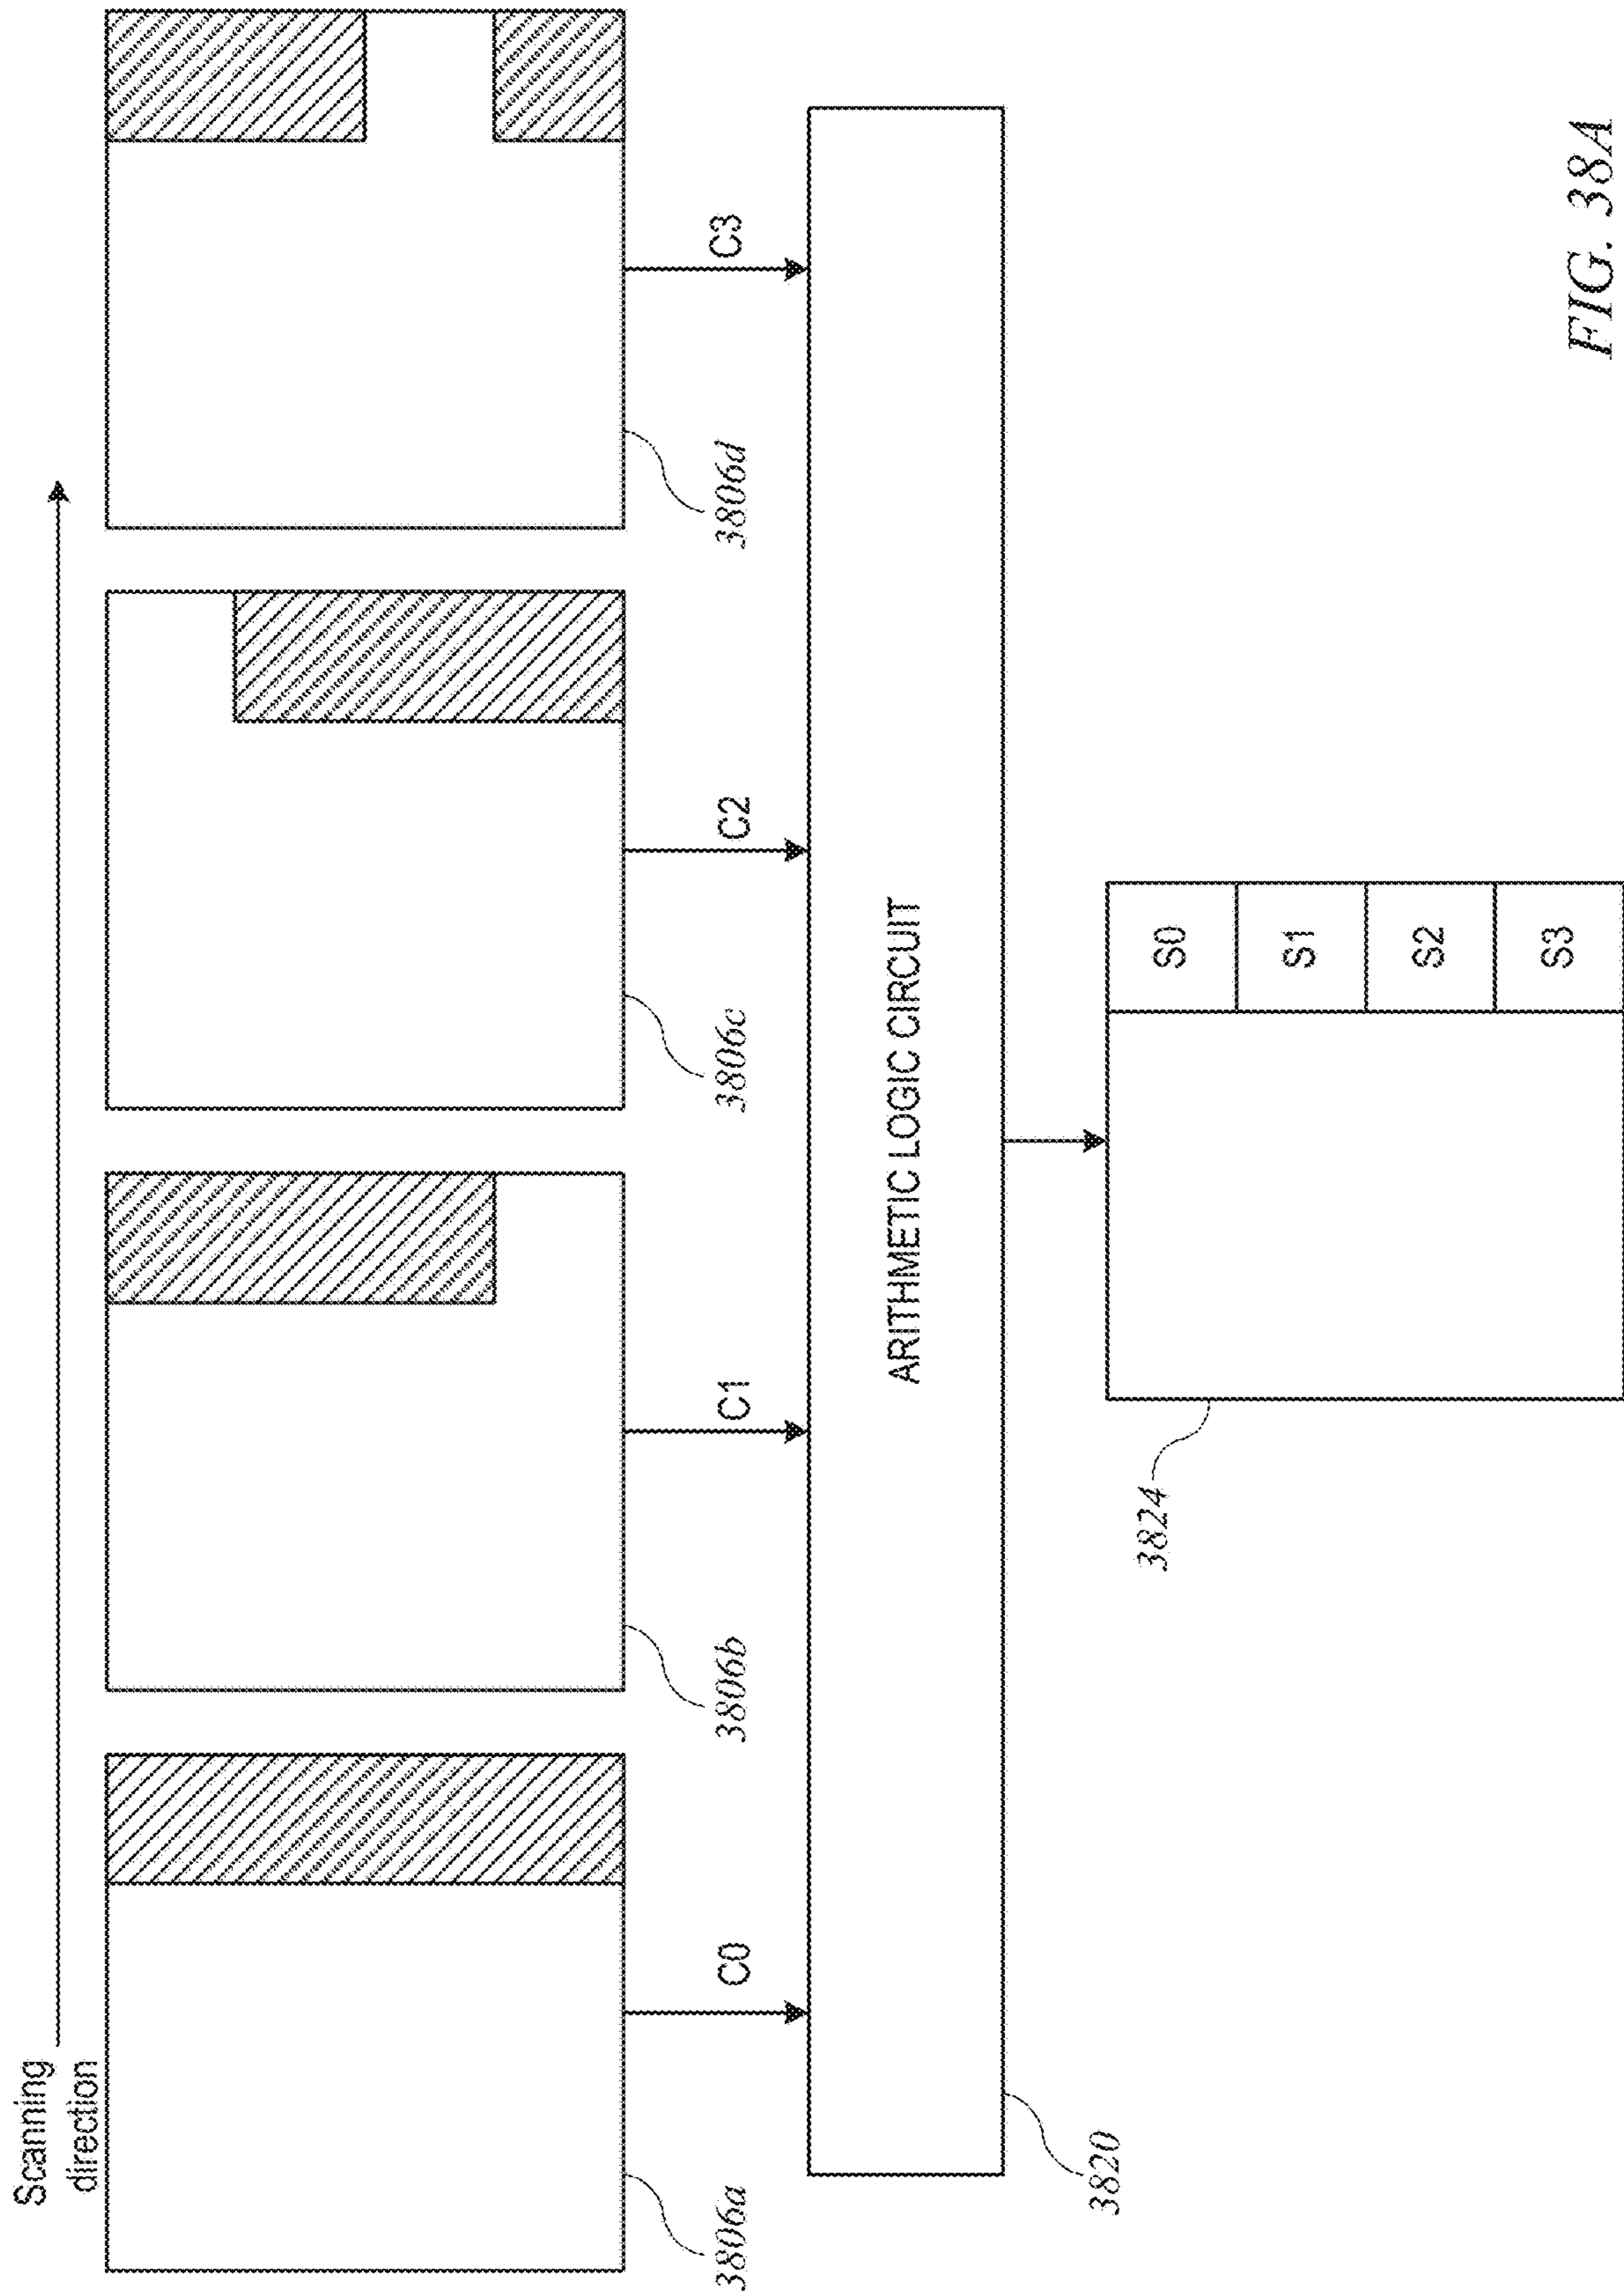 Scanning
direction
3806a
C0
3806b
C1
3806c
C2
3806d
C3
ARITHMETIC LOGIC CIRCUIT
3820
3824
S0
S1
S2
S3
FIG. 38A